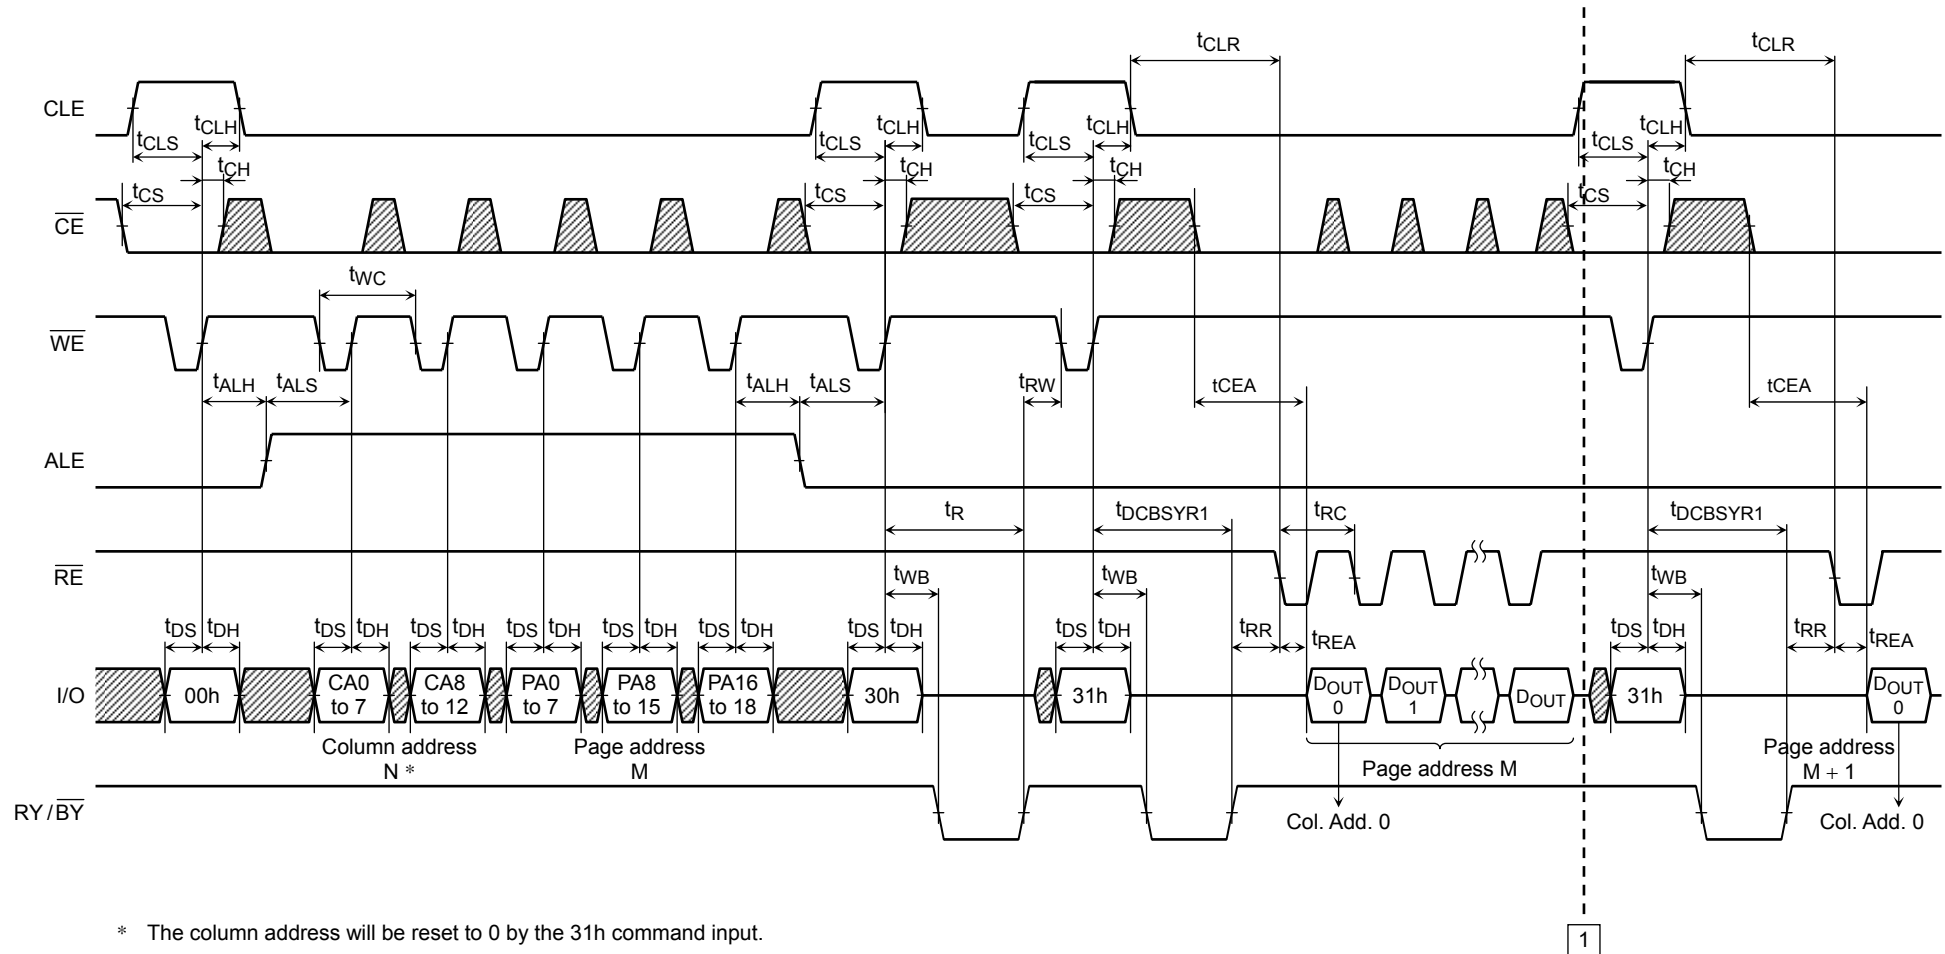 tCLR tCLR
CLE
tCLS tCLH tCLS tCLH tCLS tCLH tCLS tCLH
tCS tCH tCS tCH tCS tCH tCS tCH
CE
tWC
WE
tALH tALS tALH tALS tRW tCEA tCEA
ALE
tR tDCBSYR1 tRC tDCBSYR1
RE
tWB tWB tWB
tDS tDH tDS tDH tDS tDH tDS tDH tDS tDH tDS tDH tDS tDH tDS tDH tRR tREA tDS tDH tRR tREA
I/O
00h
CA0
to 7
CA8
to 12
PA0
to 7
PA8
to 15
PA16
to 18
30h
31h
DOUT
0
DOUT
1
DOUT
31h
DOUT
0
Column address
N *
Page address
M
Page address M
Page address
M + 1
RY/BY
Col. Add. 0
Col. Add. 0
* The column address will be reset to 0 by the 31h command input.
1